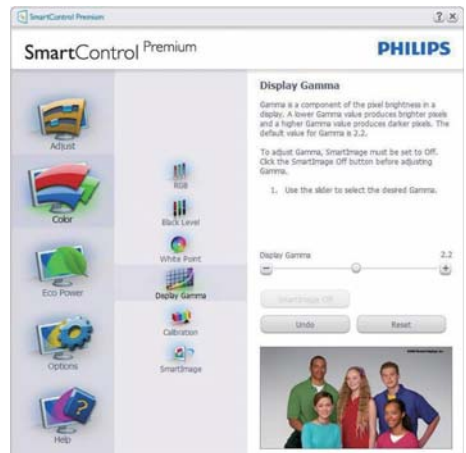 SmartControl Premium
? X
SmartControl Premium
PHILIPS
Adjust
Color
Eco Power
Options
Help
RGB
Black Level
White Point
Display Gamma
Calibration
SmartImage
Display Gamma
Gamma is a component of the pixel brightness in a
display. A lower Gamma value produces brighter pixels
and a higher Gamma value produces darker pixels. The
default value for Gamma is 2.2.
To adjust Gamma, SmartImage must be set to Off.
Click the SmartImage Off button before adjusting
Gamma.
1. Use the slider to select the desired Gamma.
Display Gamma 2.2
SmartImage Off
Undo Reset